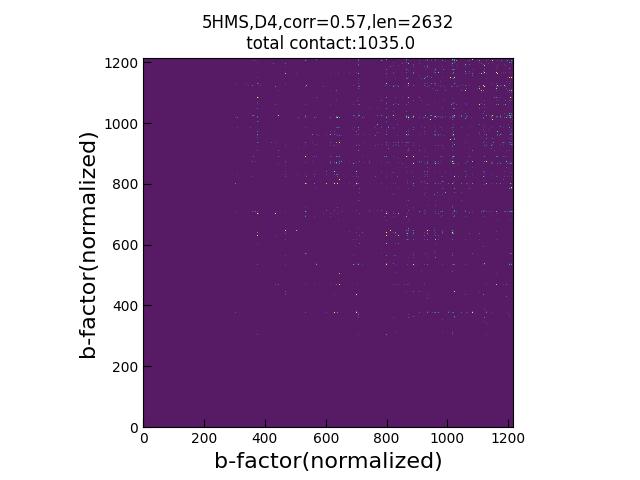 5HMS,D4,corr=0.57,len=2632
total contact:1035.0
b-factor(normalized)
1200
1000
800
600
400
200
0
0 200 400 600 800 1000 1200
b-factor(normalized)